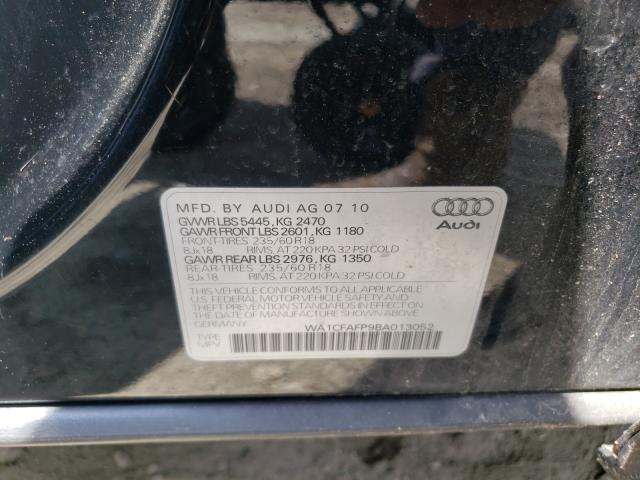 MFD. BY AUDI AG 07 10
GVWR LBS 5445, KG 2470
GAWR FRONT LBS 2601, KG 1180
FRONT-TIRES 235/60 R18
8Jx18 RIMS, AT 220 KPA 32 PSI COLD
GAWR REAR LBS 2976, KG 1350
REAR-TIRES 235/60 R18
8Jx18 RIMS, AT 220 KPA 32 PSI COLD
THIS VEHICLE CONFORMS TO ALL APPLICABLE
U.S. FEDERAL MOTOR VEHICLE SAFETY AND
THEFT PREVENTION STANDARDS IN EFFECT ON
THE DATE OF MANUFACTURE SHOWN ABOVE.
GERMANY
WA1CFAFP9BA013052
TYPE
MPV
Audi